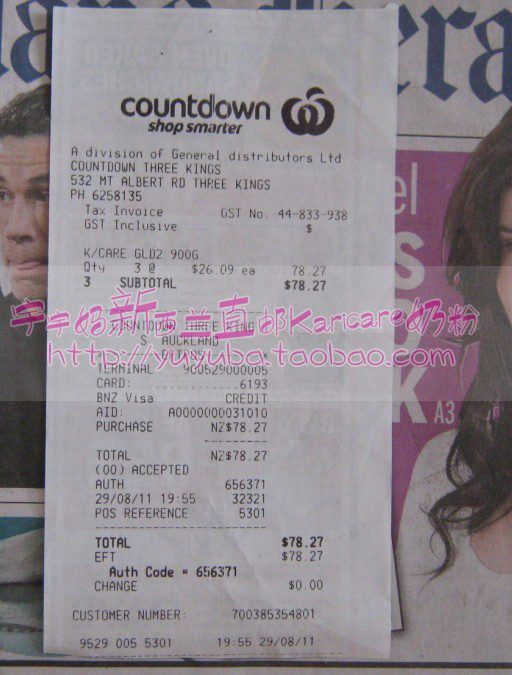 countdown
shop smarter
A division of General distributors Ltd
COUNTDOWN THREE KINGS
532 MT ALBERT RD THREE KINGS
PH 6258135
Tax Invoice GST No. 44-833-938
GST Inclusive $
K/CARE GLD2 900G
Qty 3 @ $26.09 ea 78.27
3 SUBTOTAL $78.27
宇宇妈新西兰直邮Karicare奶粉
COUNTDOWN THREE KING
S AUCKLAND
http://yuyuba.taobao.com
TERMINAL 900529000005
CARD: ............6193
BNZ Visa CREDIT
AID: A0000000031010
PURCHASE NZ$78.27
TOTAL NZ$78.27
(00) ACCEPTED
AUTH 656371
29/08/11 19:55 32321
POS REFERENCE 5301
TOTAL $78.27
EFT $78.27
Auth Code = 656371
CHANGE $0.00
CUSTOMER NUMBER: 700385354801
9529 005 5301 19:55 29/08/11
A3